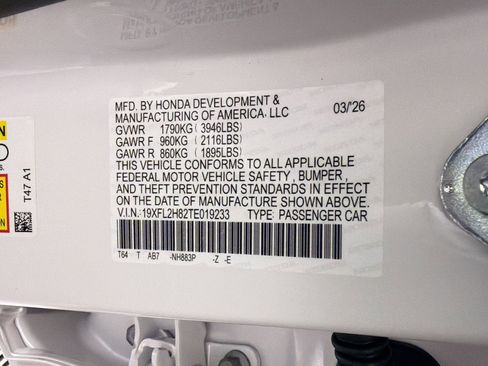 MFD. BY HONDA DEVELOPMENT &
MANUFACTURING OF AMERICA, LLC 03/'26
GVWR 1790KG (3946LBS)
GAWR F 960KG (2116LBS)
GAWR R 860KG (1895LBS)
THIS VEHICLE CONFORMS TO ALL APPLICABLE
FEDERAL MOTOR VEHICLE SAFETY, BUMPER,
AND THEFT PREVENTION STANDARDS IN EFFECT
ON THE DATE OF MANUFACTURE SHOWN ABOVE.
V.I.N. 19XFL2H82TE019233 TYPE: PASSENGER CAR
T64 T AB7 -NH883P -Z -E
T47 A1